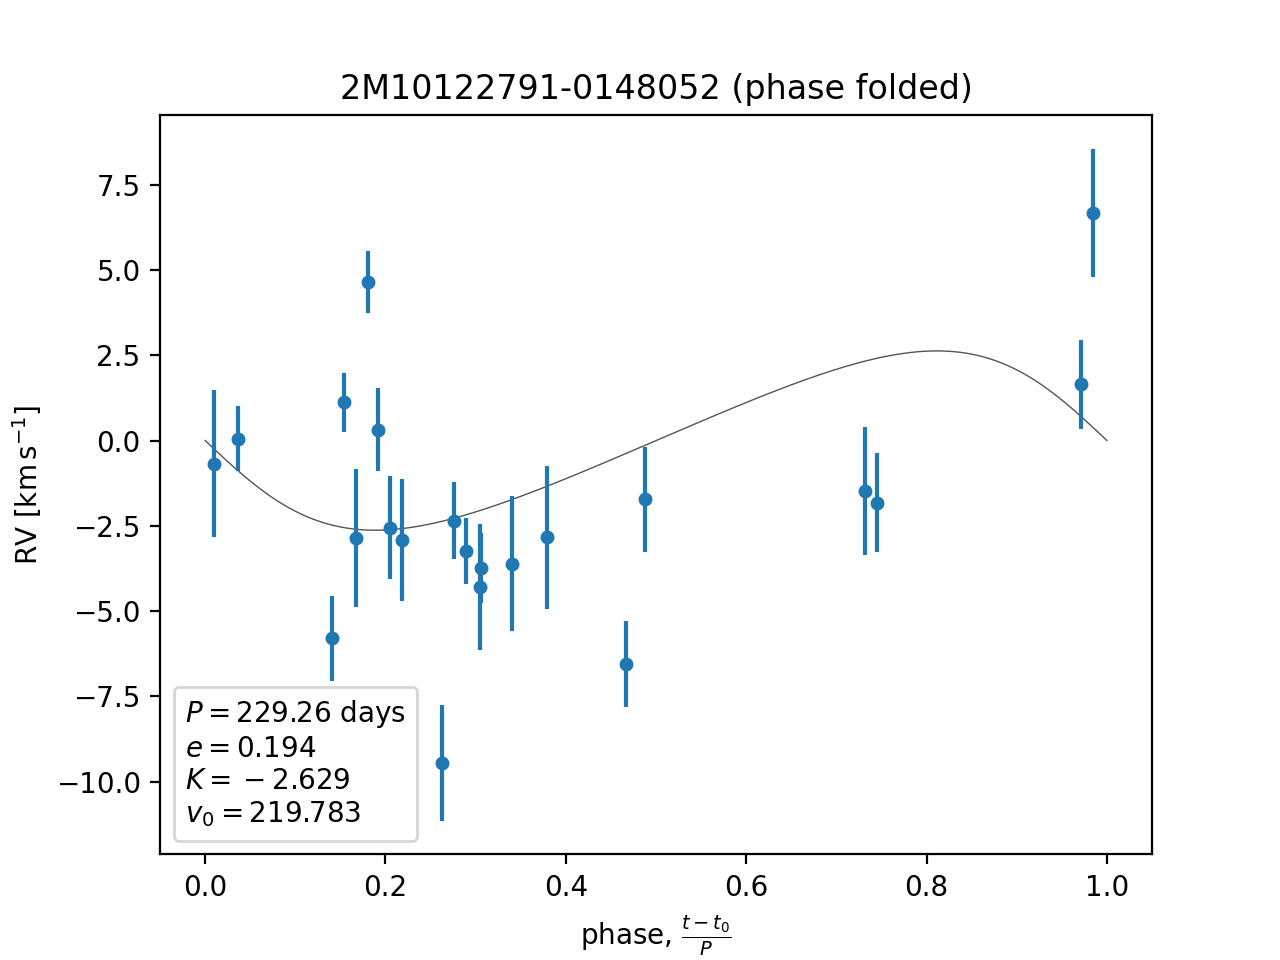 2M10122791-0148052 (phase folded)
RV [km s⁻¹]
7.5
5.0
2.5
0.0
−2.5
−5.0
−7.5
−10.0
P = 229.26 days
e = 0.194
K = −2.629
v₀ = 219.783
0.0 0.2 0.4 0.6 0.8 1.0
phase, (t − t₀)/P